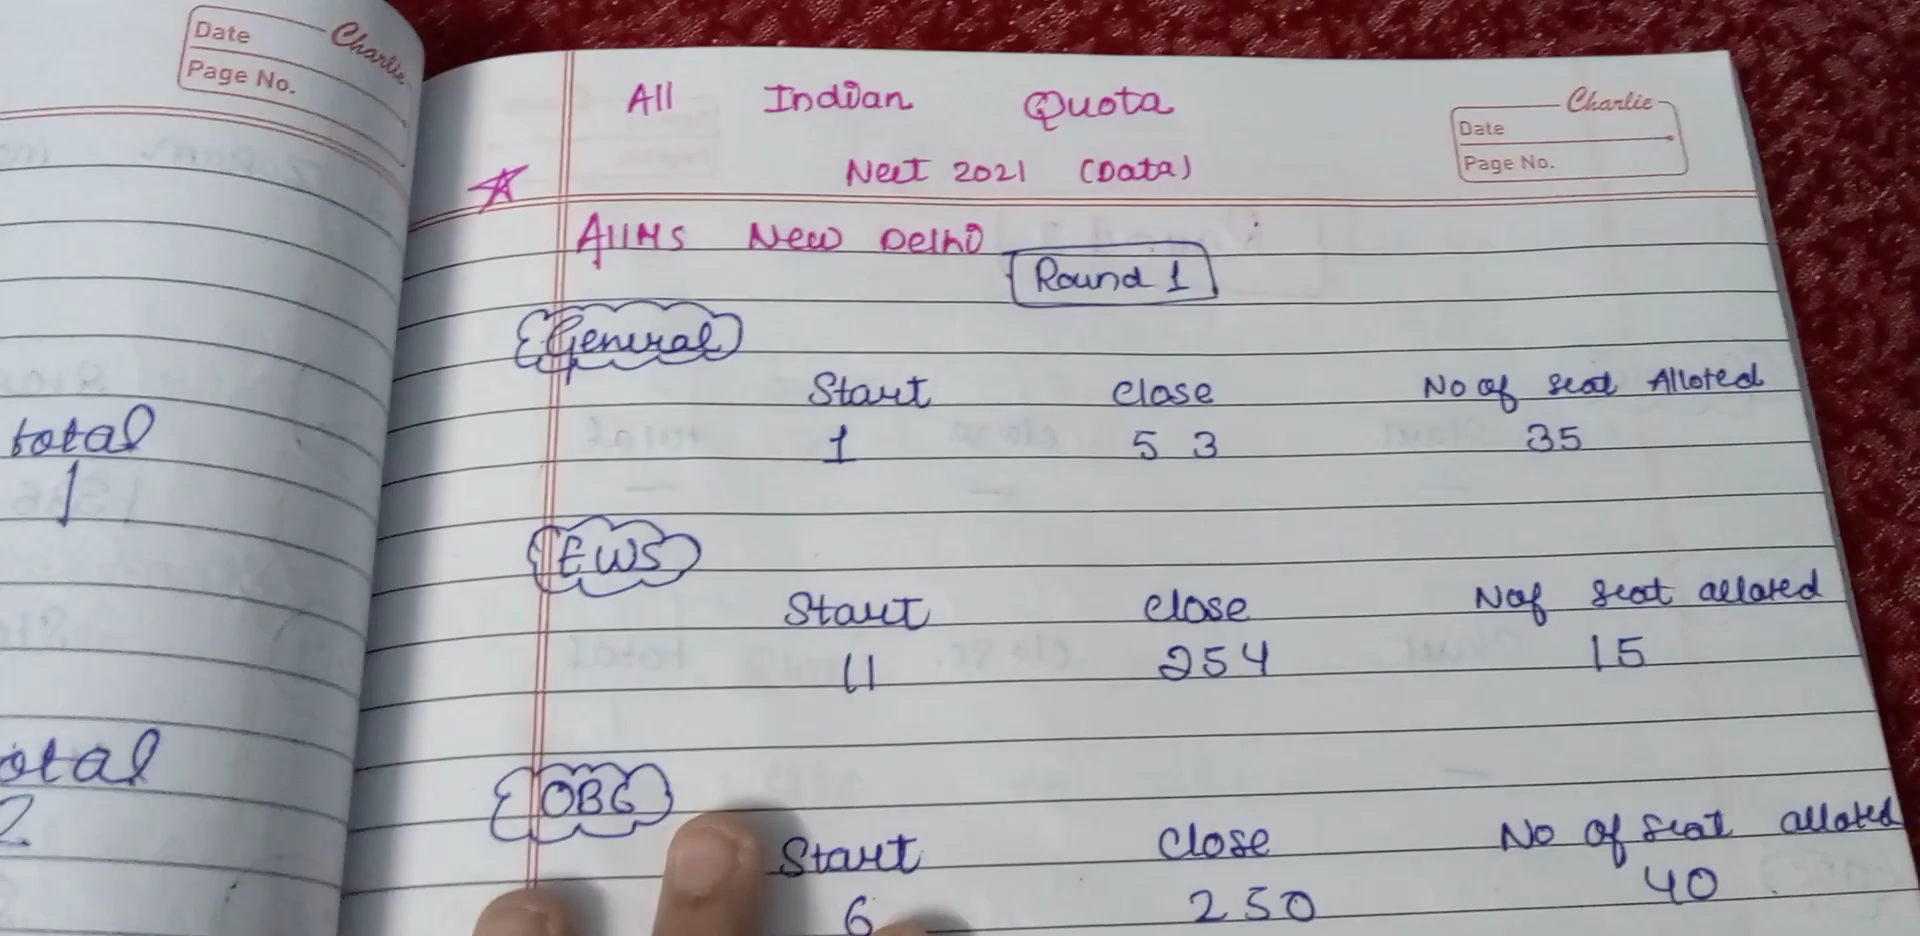 Date
Charlie
Page No.
total
1
otal
2
All Indian Quota
Neet 2021 (Data)
Charlie
Date
Page No.
AIIMS New Delhi
Round 1
General
Start Close No of seat Alloted
1 53 35
EWS
Start Close Nof Seat alloted
11 254 15
OBC
Start Close No of Seat alloted
6 250 40